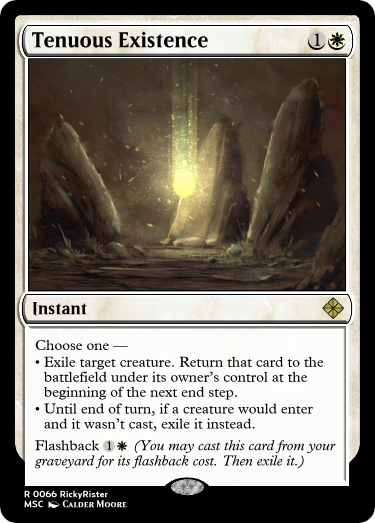 Tenuous Existence 1
Instant
Choose one —
• Exile target creature. Return that card to the
battlefield under its owner's control at the
beginning of the next end step.
• Until end of turn, if a creature would enter
and it wasn't cast, exile it instead.
Flashback 1 (You may cast this card from your
graveyard for its flashback cost. Then exile it.)
R 0066 RickyRister
MSC Calder Moore